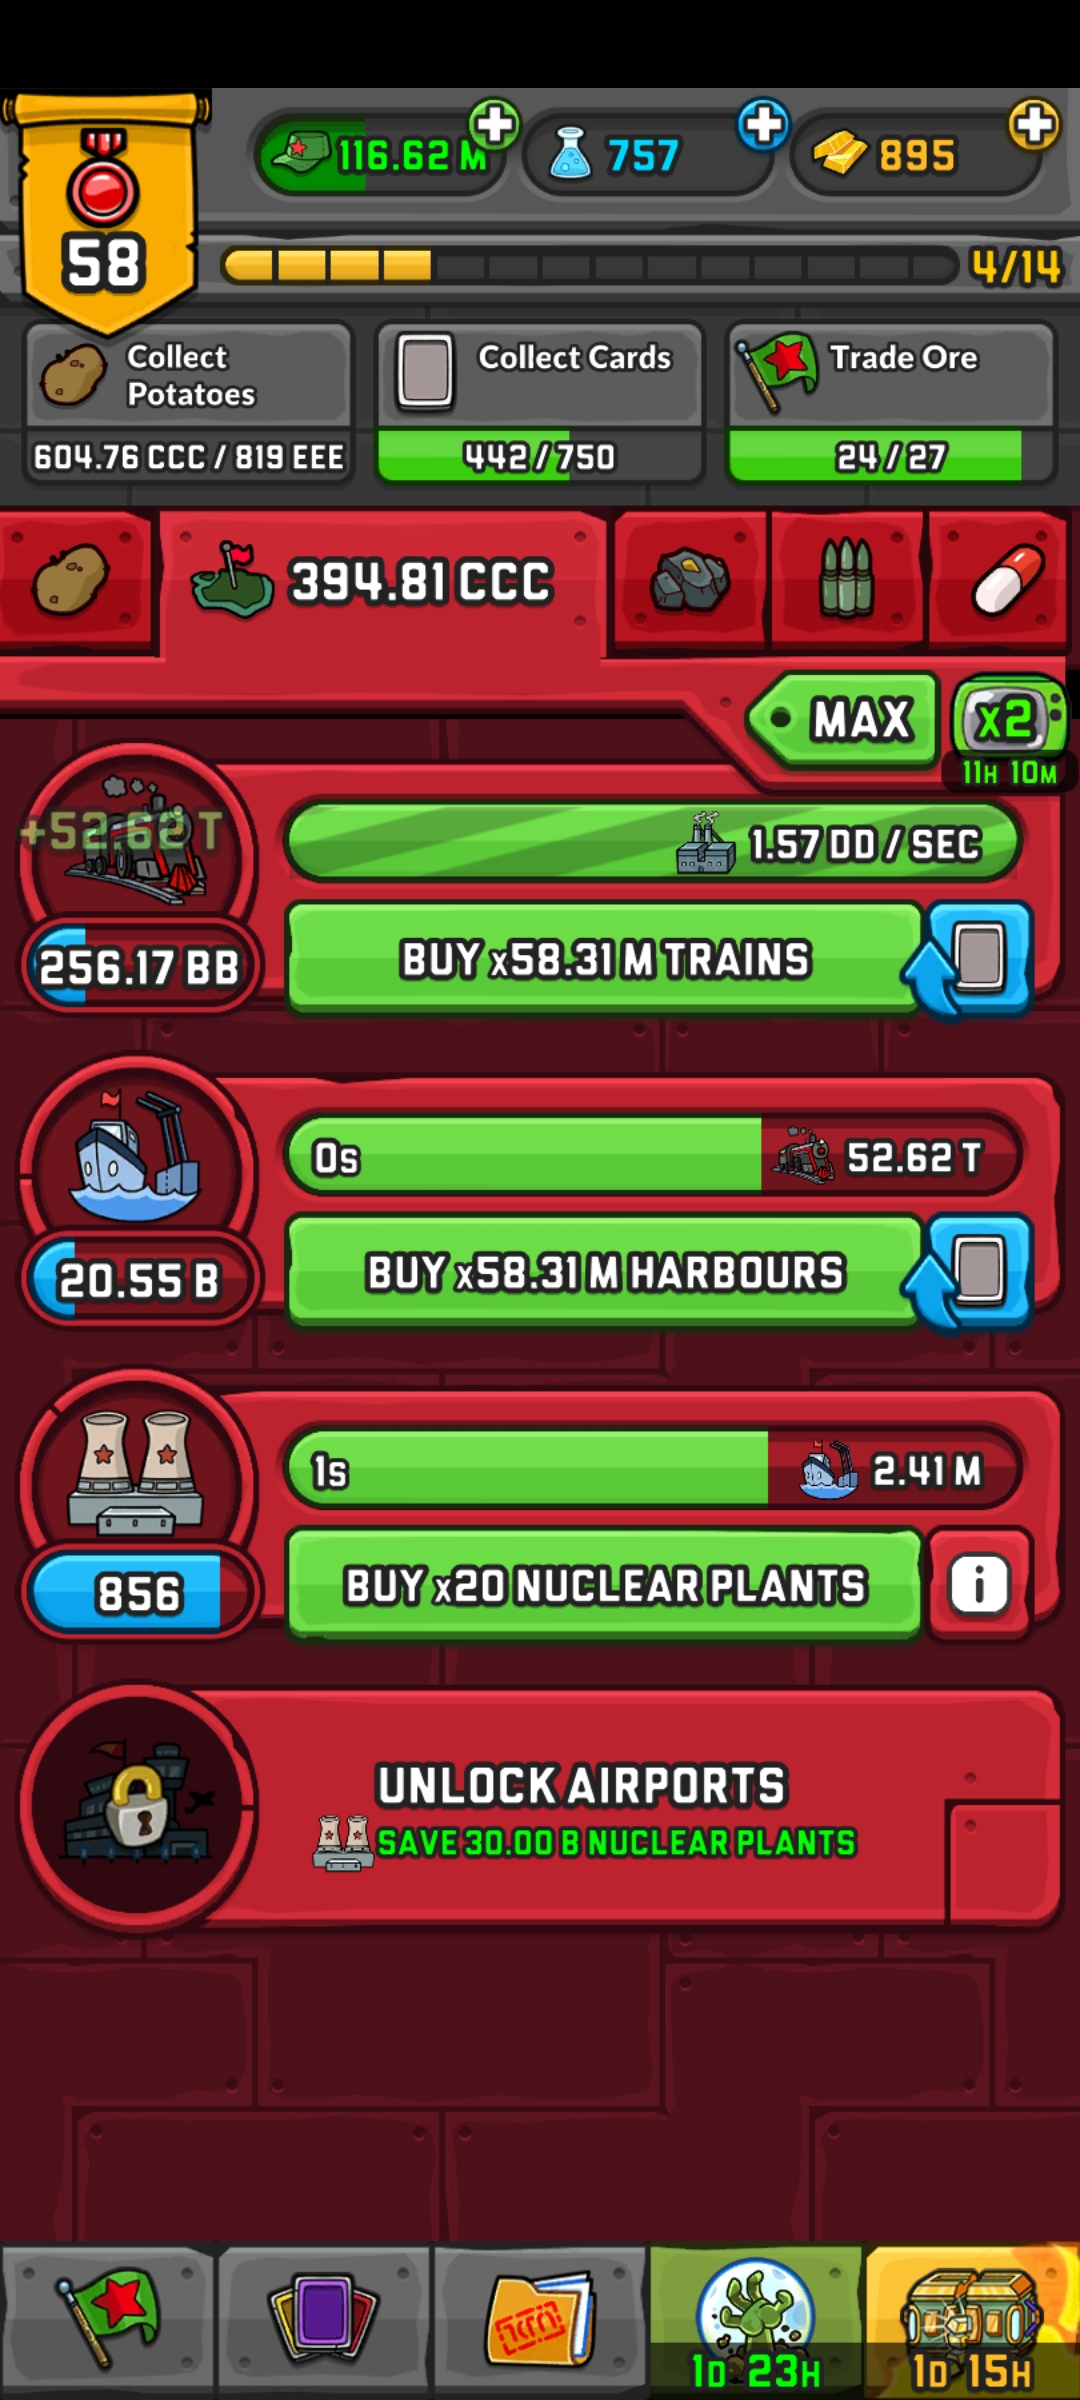 116.62 M
757
895
58
4/14
Collect
Potatoes
Collect Cards
Trade Ore
604.76 CCC / 819 EEE
442/750
24/27
394.81 CCC
MAX
x2
11H 10M
+52.62 T
1.57 DD / SEC
256.17 BB
BUY x58.31 M TRAINS
0s
52.62 T
20.55 B
BUY x58.31 M HARBOURS
1s
2.41 M
856
BUY x20 NUCLEAR PLANTS
i
UNLOCK AIRPORTS
SAVE 30.00 B NUCLEAR PLANTS
1D 23H
1D 15H